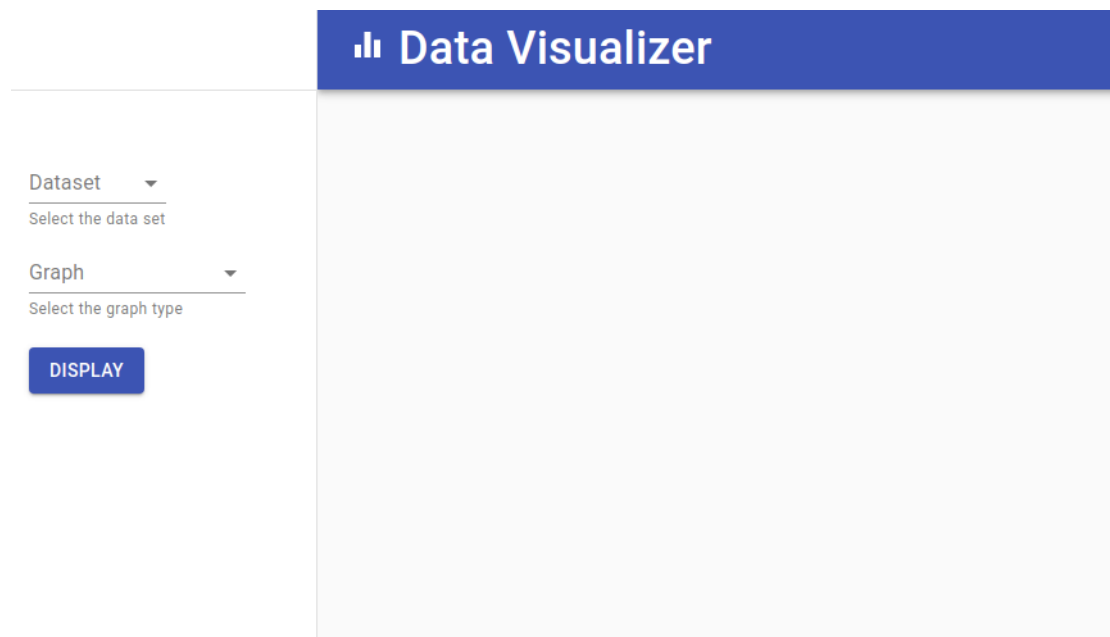 Data Visualizer
Dataset
Select the data set
Graph
Select the graph type
DISPLAY